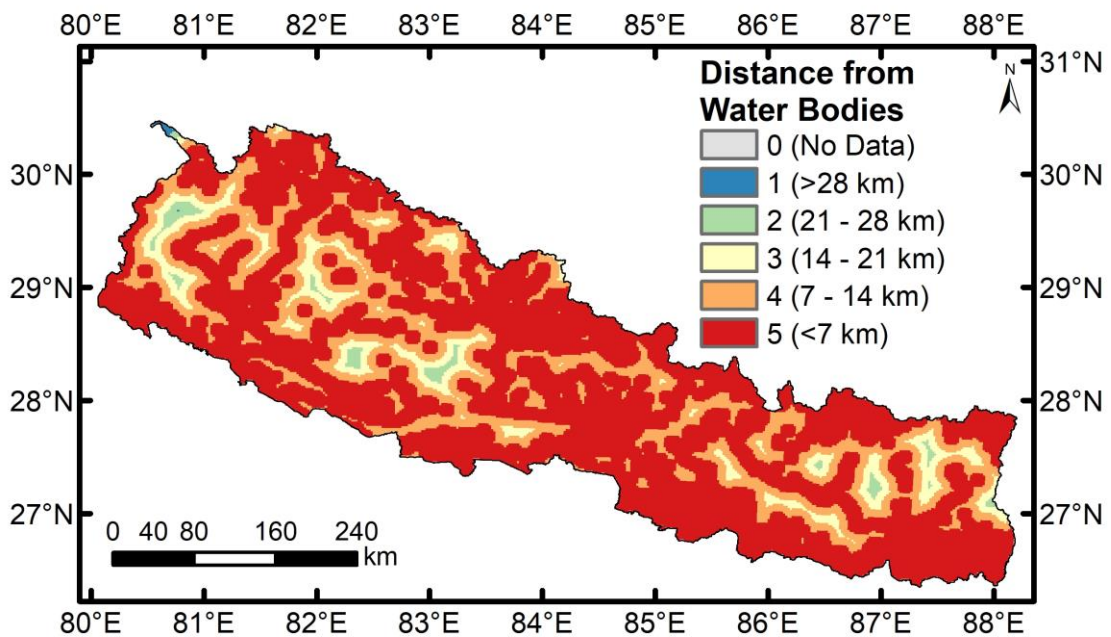 80°E 81°E 82°E 83°E 84°E 85°E 86°E 87°E 88°E
31°N
N
Distance from
Water Bodies
0 (No Data)
1 (>28 km)
2 (21 - 28 km)
3 (14 - 21 km)
4 (7 - 14 km)
5 (<7 km)
30°N 30°N
29°N 29°N
28°N 28°N
27°N 27°N
0 40 80 160 240
km
80°E 81°E 82°E 83°E 84°E 85°E 86°E 87°E 88°E